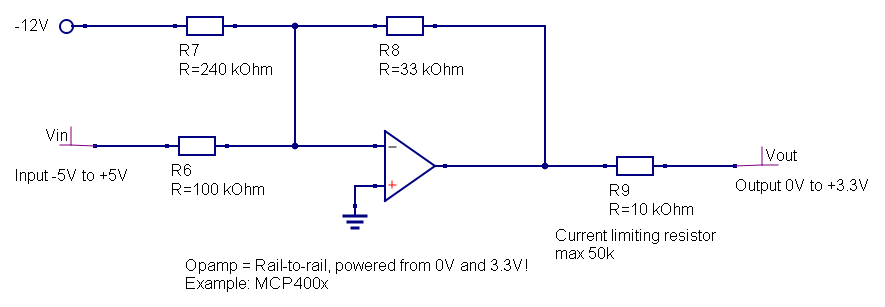 -12V
R7
R=240 kOhm
R8
R=33 kOhm
Vin
Input -5V to +5V
R6
R=100 kOhm
−
+
Vout
Output 0V to +3.3V
R9
R=10 kOhm
Current limiting resistor
max 50k
Opamp = Rail-to-rail, powered from 0V and 3.3V!
Example: MCP400x